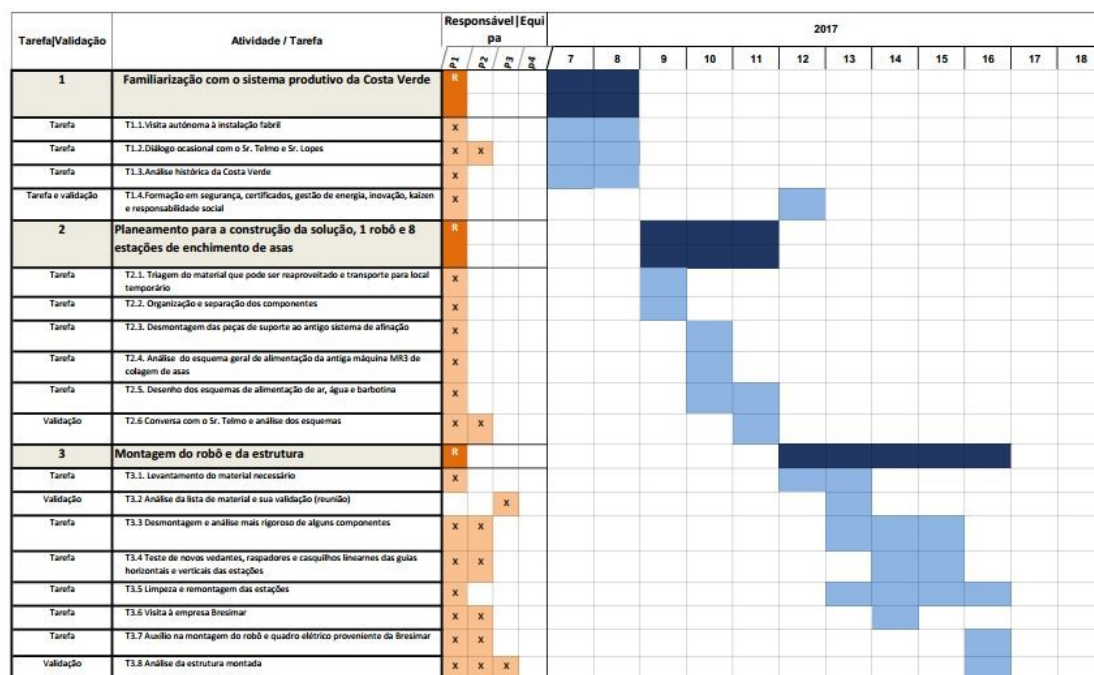 Tarefa|Validação
Atividade / Tarefa
Responsável|Equi
pa
P1 P2 P3 p4
2017
7 8 9 10 11 12 13 14 15 16 17 18
1 Familiarização com o sistema produtivo da Costa Verde R
Tarefa T1.1.Visita autónoma à instalação fabril X
Tarefa T1.2.Diálogo ocasional com o Sr. Telmo e Sr. Lopes X X
Tarefa T1.3.Análise histórica da Costa Verde X
Tarefa e validação T1.4.Formação em segurança, certificados, gestão de energia, inovação, kaizen
e responsabilidade social X
2 Planeamento para a construção da solução, 1 robô e 8
estações de enchimento de asas R
Tarefa T2.1. Triagem do material que pode ser reaproveitado e transporte para local
temporário X
Tarefa T2.2. Organização e separação dos componentes X
Tarefa T2.3. Desmontagem das peças de suporte ao antigo sistema de afinação X
Tarefa T2.4. Análise do esquema geral de alimentação da antiga máquina MR3 de
colagem de asas X
Tarefa T2.5. Desenho dos esquemas de alimentação de ar, água e barbotina X
Validação T2.6 Conversa com o Sr. Telmo e análise dos esquemas X X
3 Montagem do robô e da estrutura R
Tarefa T3.1. Levantamento do material necessário X
Validação T3.2 Análise da lista de material e sua validação (reunião) X
Tarefa T3.3 Desmontagem e análise mais rigoroso de alguns componentes X X
Tarefa T3.4 Teste de novos vedantes, raspadores e casquilhos linearnes das guias
horizontais e verticais das estações X X
Tarefa T3.5 Limpeza e remontagem das estações X
Tarefa T3.6 Visita à empresa Bresimar X X
Tarefa T3.7 Auxílio na montagem do robô e quadro elétrico proveniente da Bresimar X X
Validação T3.8 Análise da estrutura montada X X X